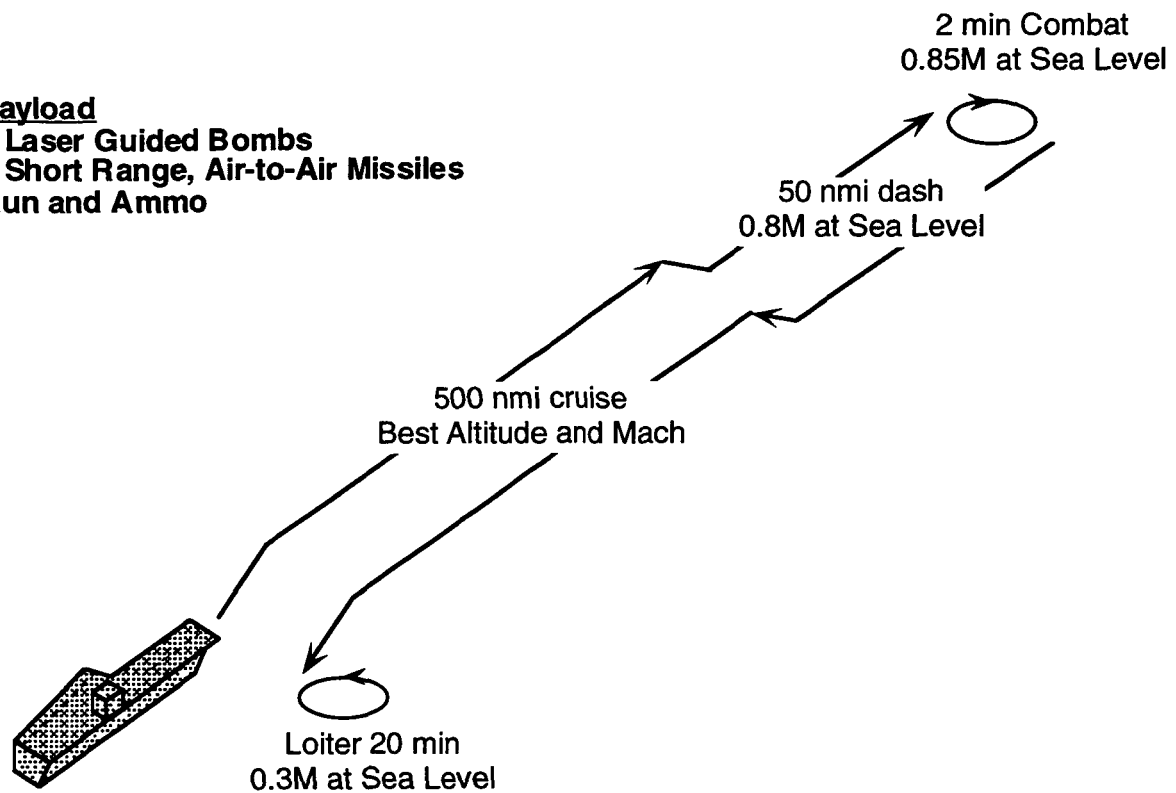 2 min Combat
0.85M at Sea Level
ayload
Laser Guided Bombs
Short Range, Air-to-Air Missiles
un and Ammo
50 nmi dash
0.8M at Sea Level
500 nmi cruise
Best Altitude and Mach
Loiter 20 min
0.3M at Sea Level